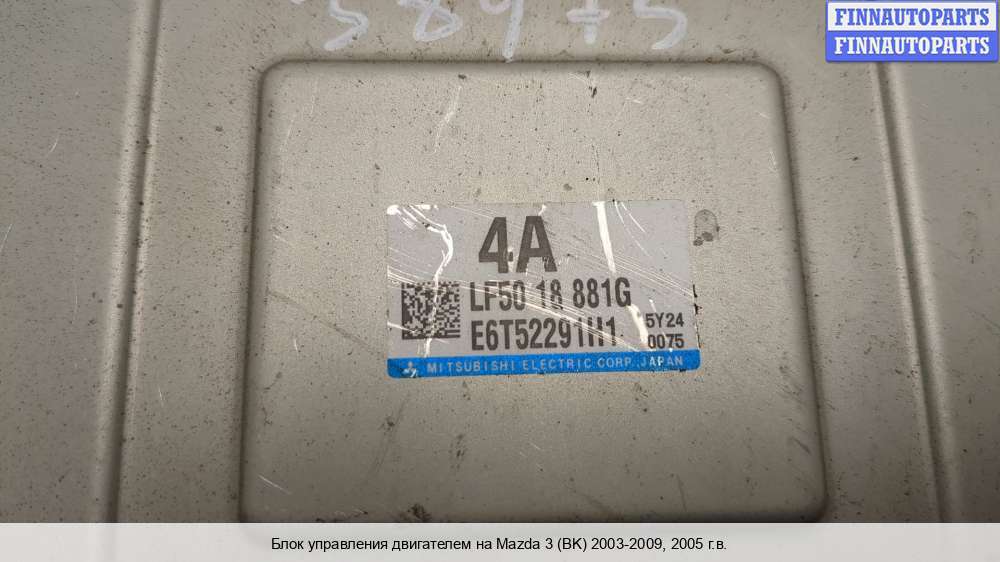 58975
FINNAUTOPARTS
FINNAUTOPARTS
4A
LF50 18 881G
E6T52291H1
5Y24
0075
MITSUBISHI ELECTRIC CORP. JAPAN
Блок управления двигателем на Mazda 3 (BK) 2003-2009, 2005 г.в.